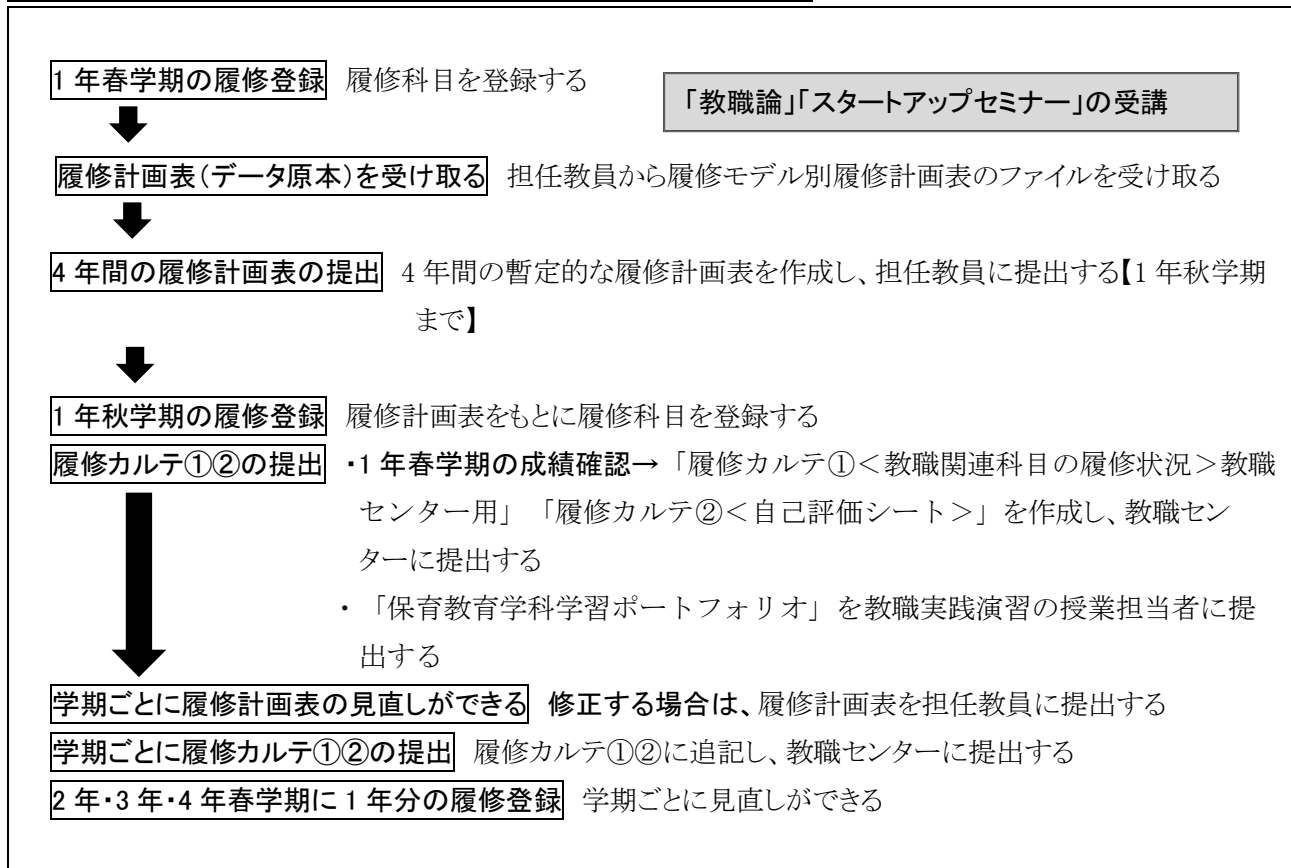 1 年春学期の履修登録 履修科目を登録する
「教職論」「スタートアップセミナー」の受講
履修計画表(データ原本)を受け取る 担任教員から履修モデル別履修計画表のファイルを受け取る
4 年間の履修計画表の提出 4 年間の暫定的な履修計画表を作成し、担任教員に提出する【1 年秋学期
まで】
1 年秋学期の履修登録 履修計画表をもとに履修科目を登録する
履修カルテ①②の提出 ・1 年春学期の成績確認→「履修カルテ①<教職関連科目の履修状況>教職
センター用」「履修カルテ②<自己評価シート>」を作成し、教職セン
ターに提出する
・「保育教育学科学習ポートフォリオ」を教職実践演習の授業担当者に提
出する
学期ごとに履修計画表の見直しができる 修正する場合は、履修計画表を担任教員に提出する
学期ごとに履修カルテ①②の提出 履修カルテ①②に追記し、教職センターに提出する
2 年・3 年・4 年春学期に 1 年分の履修登録 学期ごとに見直しができる